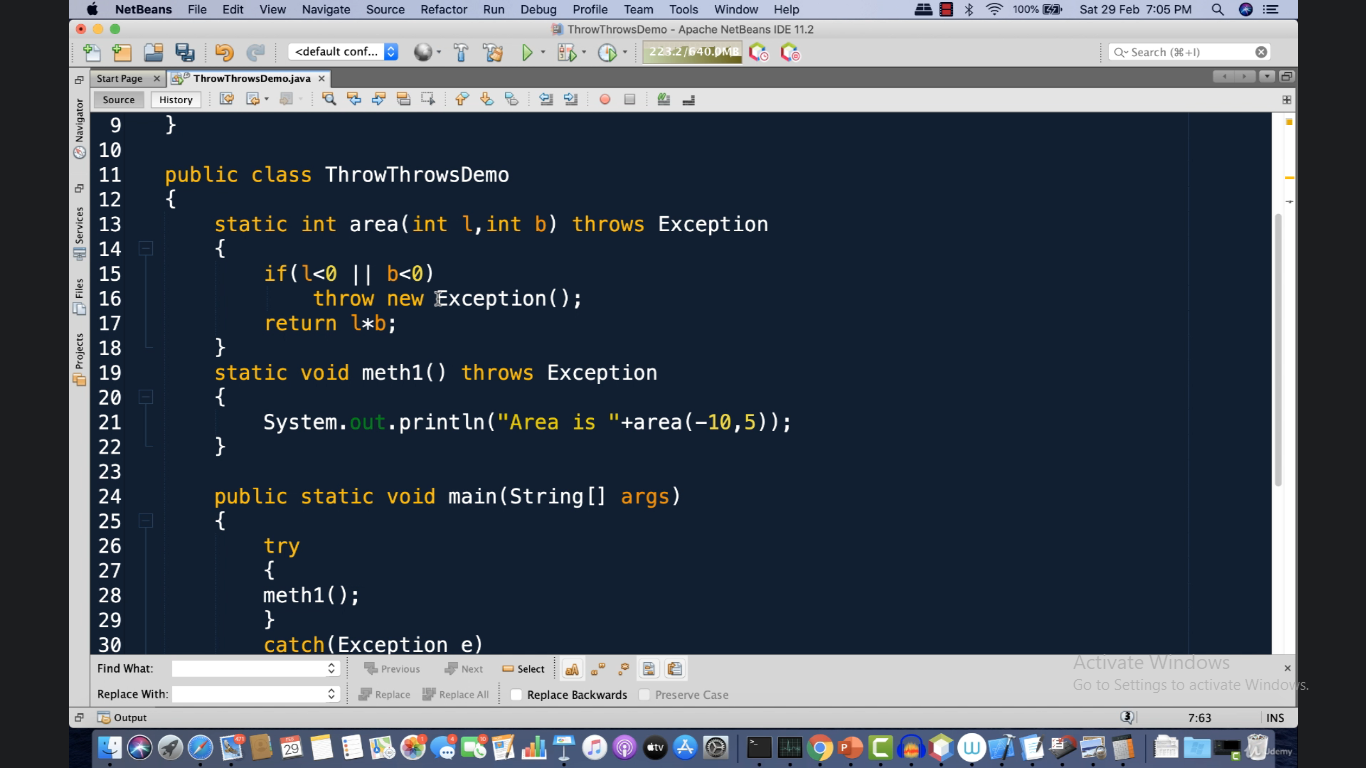 NetBeans File Edit View Navigate Source Refactor Run Debug Profile Team Tools Window Help 100% Sat 29 Feb 7:05 PM
ThrowThrowsDemo - Apache NetBeans IDE 11.2
<default conf... 223.2/640.0MB Search (⌘+I)
Start Page ThrowThrowsDemo.java
Source History
Navigator
Services
Files
Projects
9 }
10
11 public class ThrowThrowsDemo
12 {
13 static int area(int l,int b) throws Exception
14 {
15 if(l<0 || b<0)
16 throw new Exception();
17 return l*b;
18 }
19 static void meth1() throws Exception
20 {
21 System.out.println("Area is "+area(-10,5));
22 }
23
24 public static void main(String[] args)
25 {
26 try
27 {
28 meth1();
29 }
30 catch(Exception e)
Find What: Previous Next Select
Replace With: Replace Replace All Replace Backwards Preserve Case
Activate Windows
Go to Settings to activate Windows.
Output 7:63 INS
Udemy